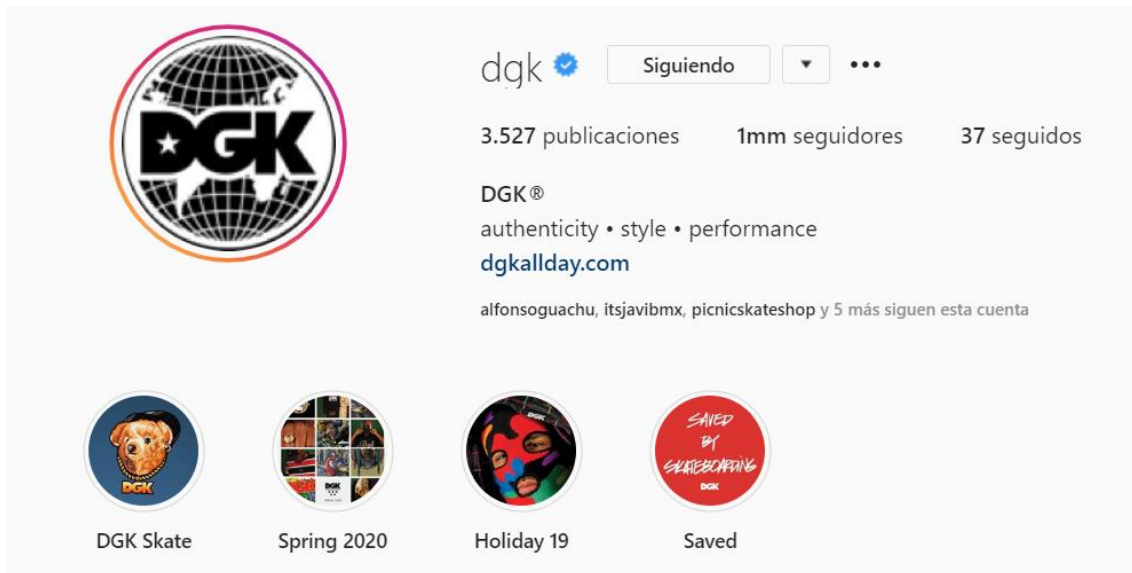 DGK
dgk
Siguiendo
3.527 publicaciones 1mm seguidores 37 seguidos
DGK®
authenticity • style • performance
dgkallday.com
alfonsoguachu, itsjavibmx, picnicskateshop y 5 más siguen esta cuenta
DGK
DGK
DGK
SAVED
BY
SKATEBOARDING
DGK
DGK Skate Spring 2020 Holiday 19 Saved